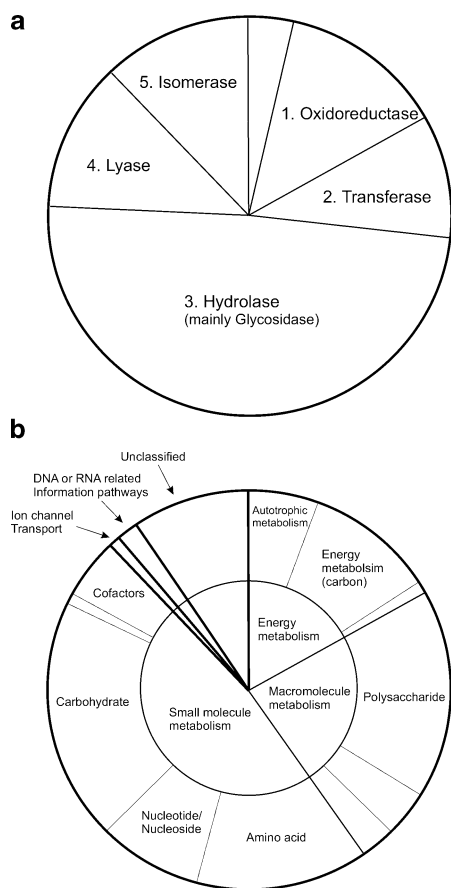 a
5. Isomerase
1. Oxidoreductase
4. Lyase
2. Transferase
3. Hydrolase
(mainly Glycosidase)
b
Unclassified
DNA or RNA related
Information pathways
Ion channel
Transport
Autotrophic
metabolism
Energy
metabolsim
(carbon)
Cofactors
Energy
metabolism
Carbohydrate
Small molecule
metabolism
Macromolecule
metabolism
Polysaccharide
Nucleotide/
Nucleoside
Amino acid